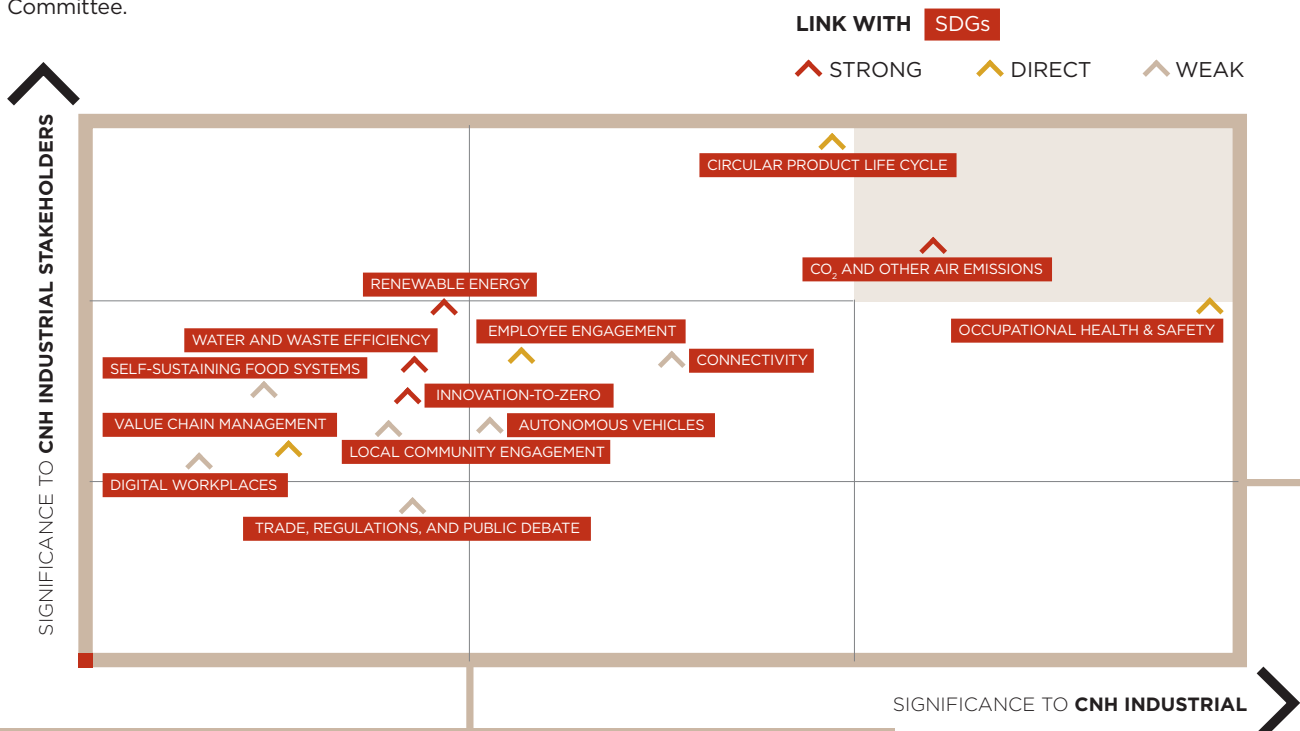 Committee.
LINK WITH SDGs
STRONG DIRECT WEAK
SIGNIFICANCE TO CNH INDUSTRIAL STAKEHOLDERS
CIRCULAR PRODUCT LIFE CYCLE
CO₂ AND OTHER AIR EMISSIONS
RENEWABLE ENERGY
OCCUPATIONAL HEALTH & SAFETY
EMPLOYEE ENGAGEMENT
WATER AND WASTE EFFICIENCY
CONNECTIVITY
SELF-SUSTAINING FOOD SYSTEMS
INNOVATION-TO-ZERO
VALUE CHAIN MANAGEMENT
AUTONOMOUS VEHICLES
LOCAL COMMUNITY ENGAGEMENT
DIGITAL WORKPLACES
TRADE, REGULATIONS, AND PUBLIC DEBATE
SIGNIFICANCE TO CNH INDUSTRIAL